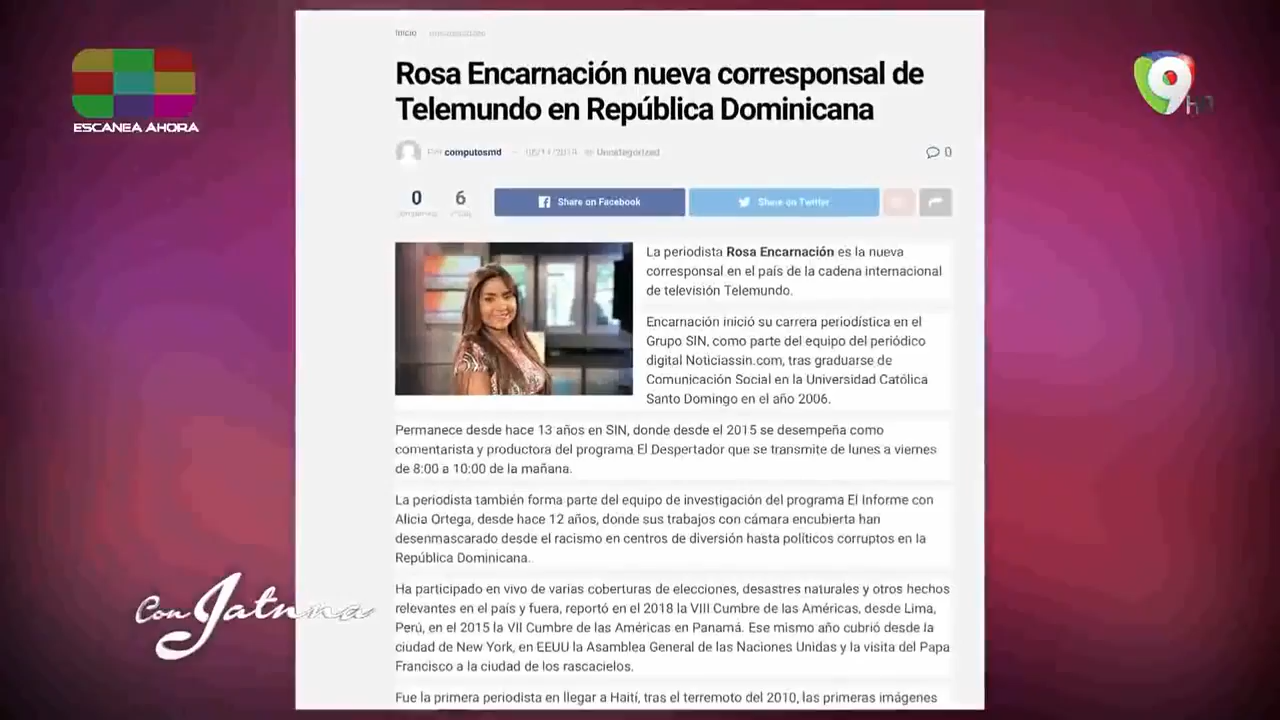 Inicio
ESCANEA AHORA
9
Rosa Encarnación nueva corresponsal de
Telemundo en República Dominicana
Por computosmd Uncategorized
0
0 6
Share on Facebook
Share on Twitter
La periodista Rosa Encarnación es la nueva
corresponsal en el país de la cadena internacional
de televisión Telemundo.
Encarnación inició su carrera periodística en el
Grupo SIN, como parte del equipo del periódico
digital Noticiassin.com, tras graduarse de
Comunicación Social en la Universidad Católica
Santo Domingo en el año 2006.
Permanece desde hace 13 años en SIN, donde desde el 2015 se desempeña como
comentarista y productora del programa El Despertador que se transmite de lunes a viernes
de 8:00 a 10:00 de la mañana.
La periodista también forma parte del equipo de investigación del programa El Informe con
Alicia Ortega, desde hace 12 años, donde sus trabajos con cámara encubierta han
desenmascarado desde el racismo en centros de diversión hasta políticos corruptos en la
República Dominicana.
Ha participado en vivo de varias coberturas de elecciones, desastres naturales y otros hechos
relevantes en el país y fuera, reportó en el 2018 la VIII Cumbre de las Américas, desde Lima,
Perú, en el 2015 la VII Cumbre de las Américas en Panamá. Ese mismo año cubrió desde la
ciudad de New York, en EEUU la Asamblea General de las Naciones Unidas y la visita del Papa
Francisco a la ciudad de los rascacielos.
Fue la primera periodista en llegar a Haití, tras el terremoto del 2010, las primeras imágenes
Con Jatnna